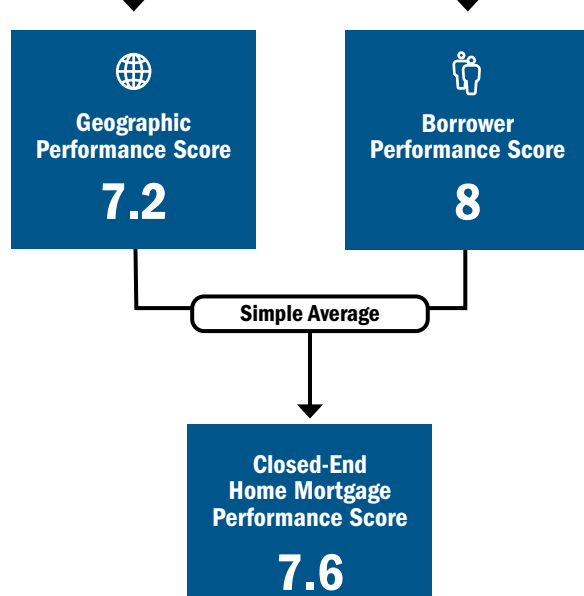 Geographic
Performance Score
7.2
Borrower
Performance Score
8
Simple Average
Closed-End
Home Mortgage
Performance Score
7.6